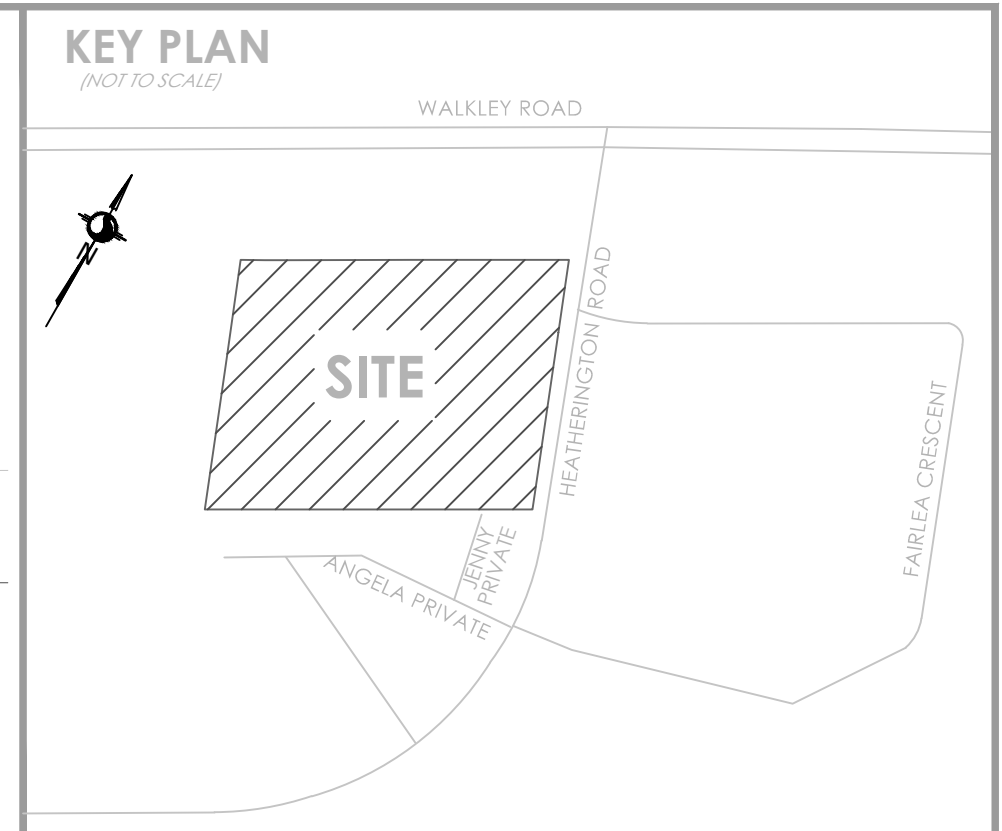 KEY PLAN
(NOT TO SCALE)
WALKLEY ROAD
N
HEATHERINGTON ROAD
SITE
FAIRLEA CRESCENT
JENNY
PRIVATE
ANGELA PRIVATE